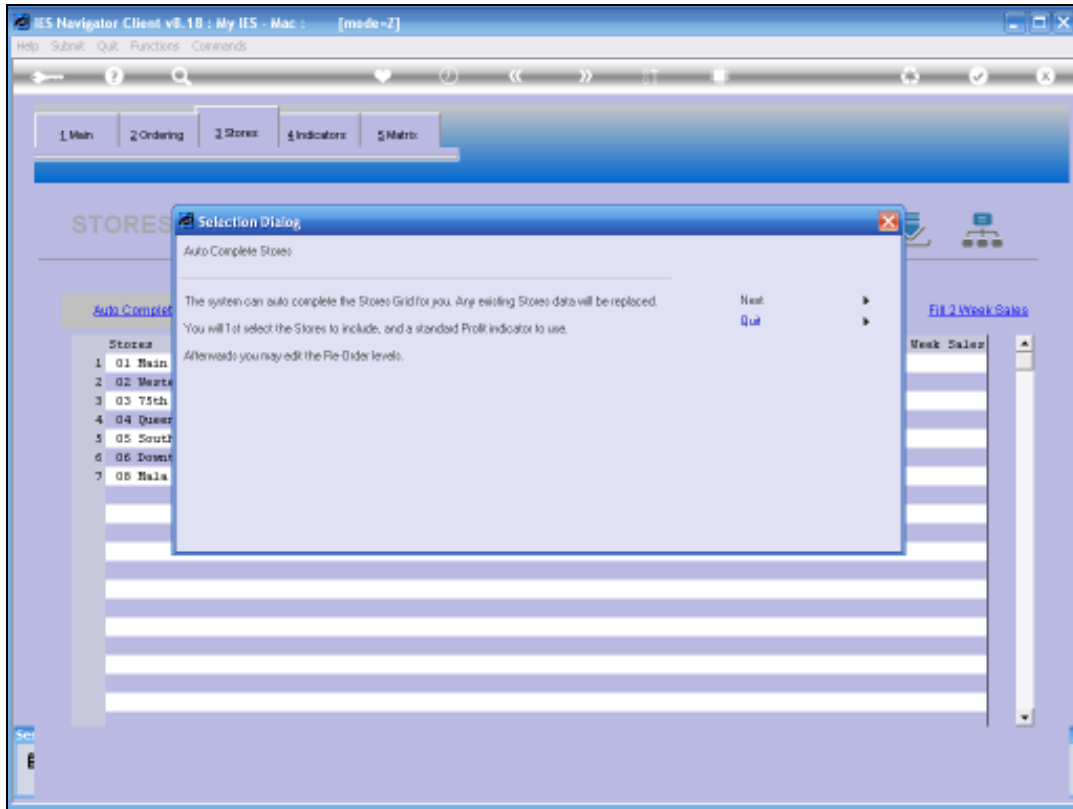 IES Navigator Client v8.18 : My IES - Mac : [mode=Z]
Help Submit Quit Functions Commands
1 Main 2 Ordering 3 Stores 4 Indicators 5 Matrix
STORES
Selection Dialog
Auto Complete Stores
The system can auto complete the Stores Grid for you. Any existing Stores data will be replaced.
Next
You will 1st select the Stores to include, and a standard Profit indicator to use.
Quit
Afterwards you may edit the Re-Order levels.
Auto Complet
Fill 2 Week Sales
Stores
Week Sales
1 01 Main
2 02 Weste
3 03 75th
4 04 Queen
5 05 South
6 06 Downt
7 08 Mala